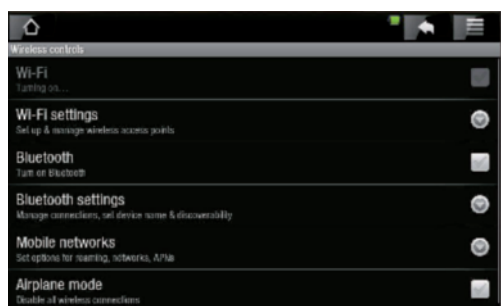 Wireless controls
Wi-Fi
Turning on...
Wi-Fi settings
Set up & manage wireless access points
Bluetooth
Turn on Bluetooth
Bluetooth settings
Manage connections, set device name & discoverability
Mobile networks
Set options for roaming, networks, APNs
Airplane mode
Disable all wireless connections